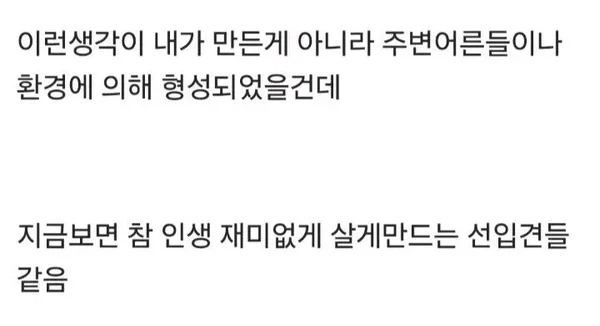 이런생각이 내가 만든게 아니라 주변어른들이나
환경에 의해 형성되었을건데
지금보면 참 인생 재미없게 살게만드는 선입견들
같음